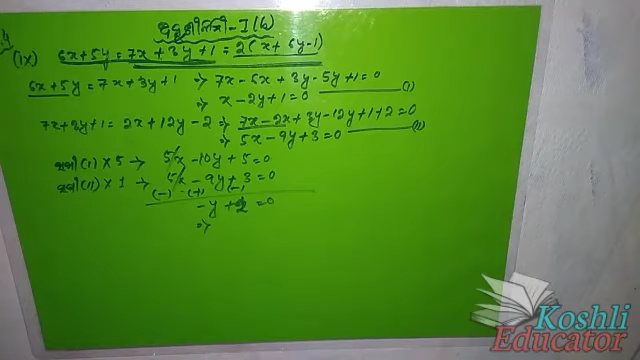 (ix) 6x+5y = 7x+3y+1 = 2(x+6y-1)
6x+5y = 7x+3y+1 ⇒ 7x-6x+3y-5y+1=0
⇒ x-2y+1=0 (i)
7x+3y+1 = 2x+12y-2 ⇒ 7x-2x+3y-12y+1+2=0
⇒ 5x-9y+3=0 (ii)
(i) × 5 → 5x-10y+5=0
(ii) × 1 → 5x-9y+3=0
(-) (+) (-)
-y+2=0
⇒
Koshli
Educator